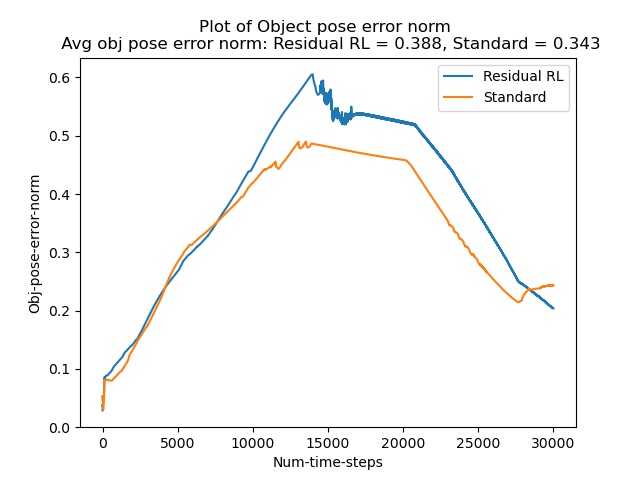 Plot of Object pose error norm
Avg obj pose error norm: Residual RL = 0.388, Standard = 0.343
Residual RL
Standard
Obj-pose-error-norm
0.6
0.5
0.4
0.3
0.2
0.1
0.0
0 5000 10000 15000 20000 25000 30000
Num-time-steps